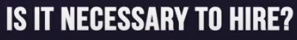 IS IT NECESSARY TO HIRE?